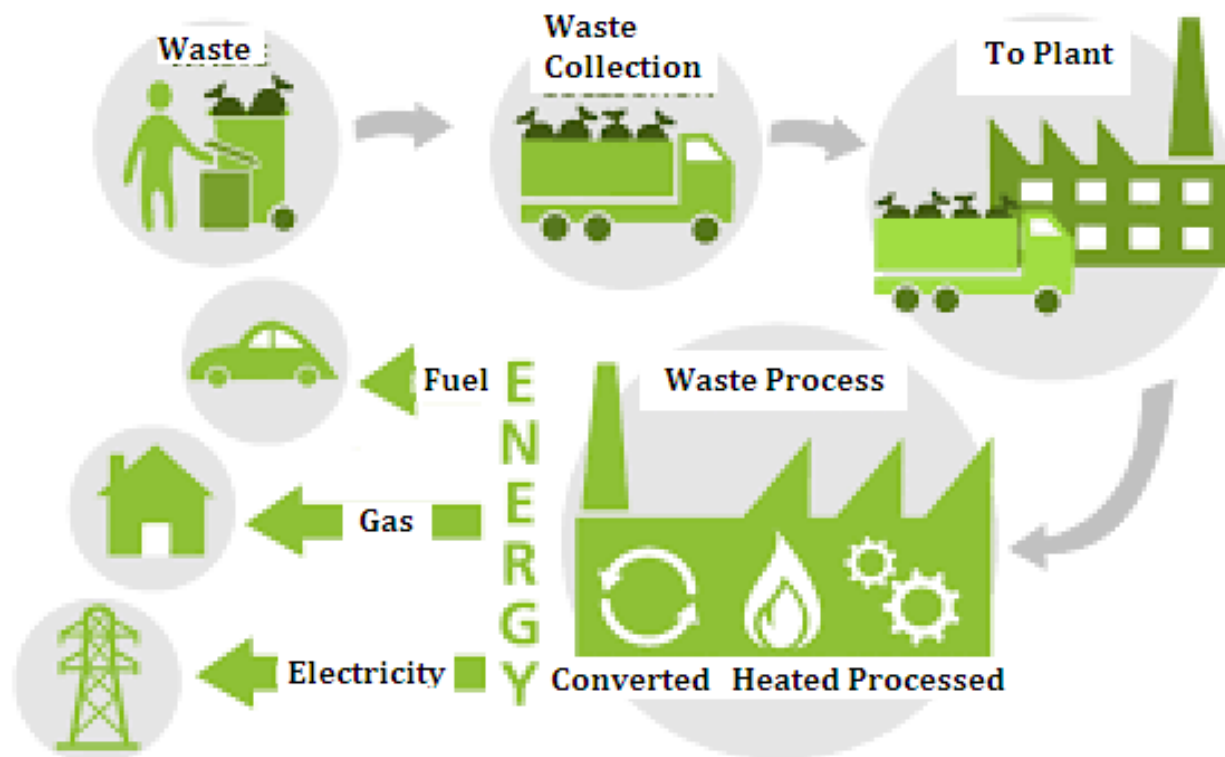 Waste
Waste
Collection
To Plant
Waste Process
Fuel
Gas
Electricity
ENERGY
Converted Heated Processed